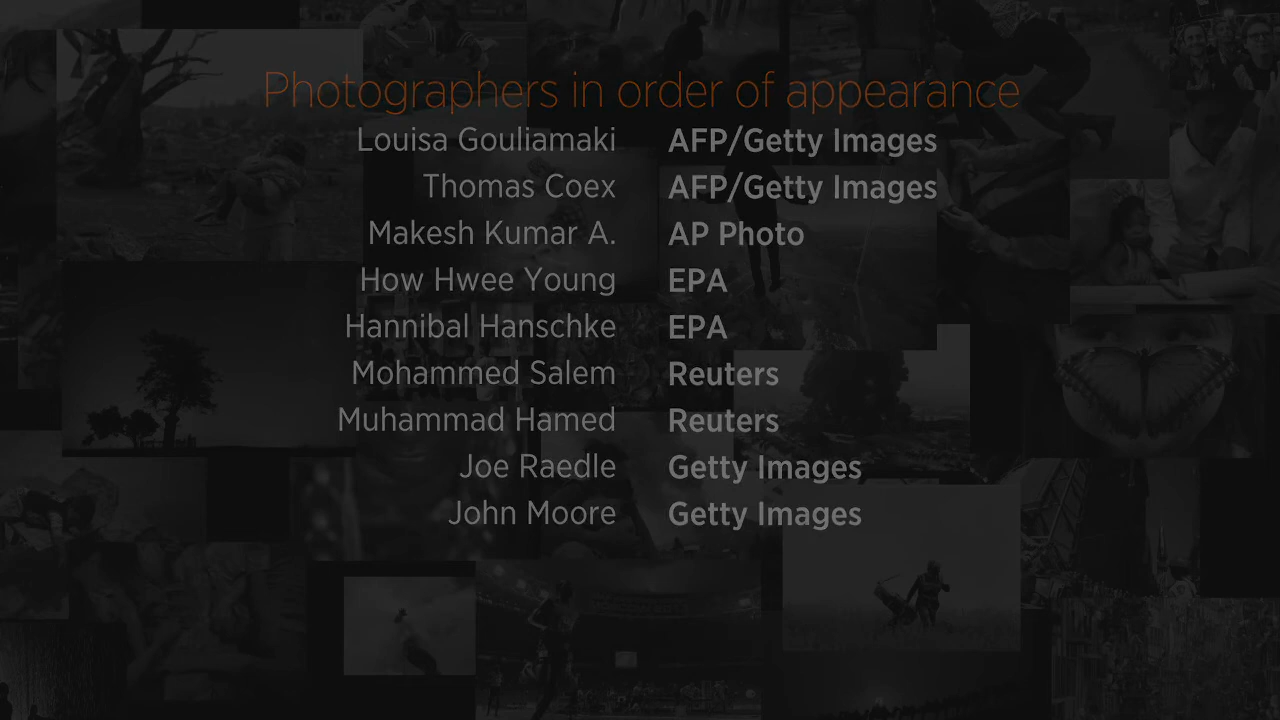 Photographers in order of appearance
Louisa Gouliamaki AFP/Getty Images
Thomas Coex AFP/Getty Images
Makesh Kumar A. AP Photo
How Hwee Young EPA
Hannibal Hanschke EPA
Mohammed Salem Reuters
Muhammad Hamed Reuters
Joe Raedle Getty Images
John Moore Getty Images